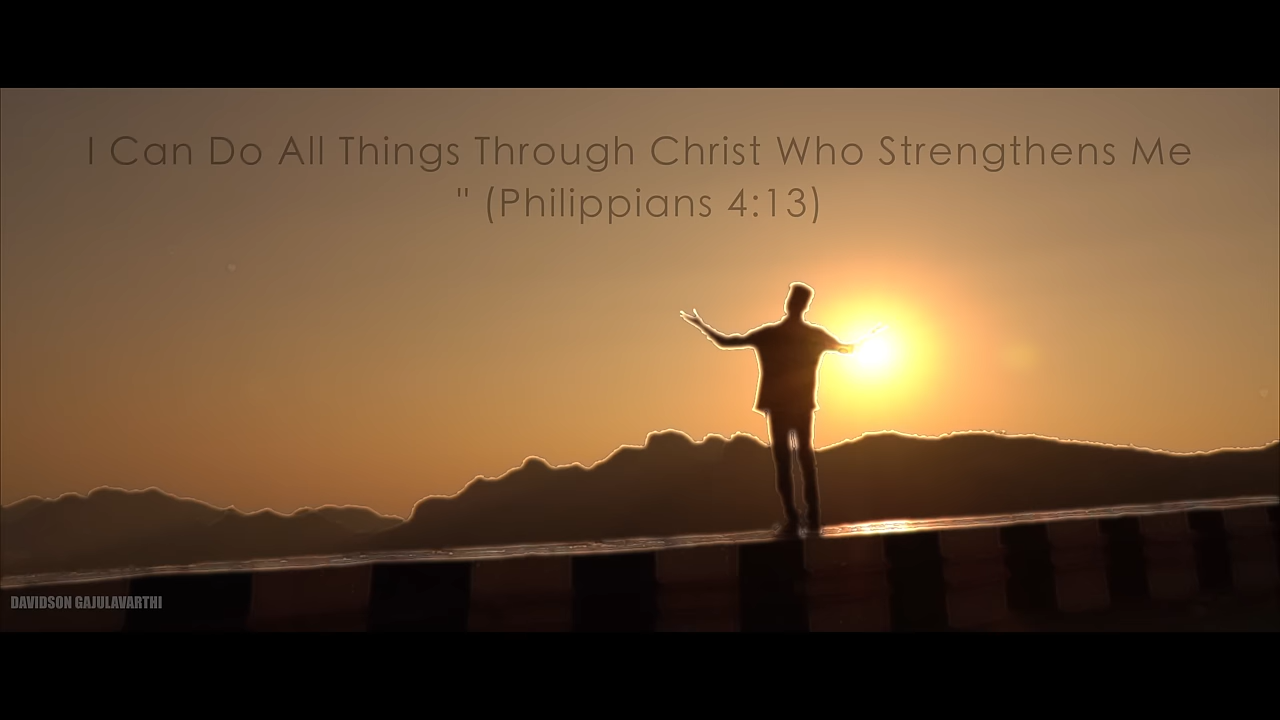 I Can Do All Things Through Christ Who Strengthens Me
" (Philippians 4:13)
DAVIDSON GAJULAVARTHI